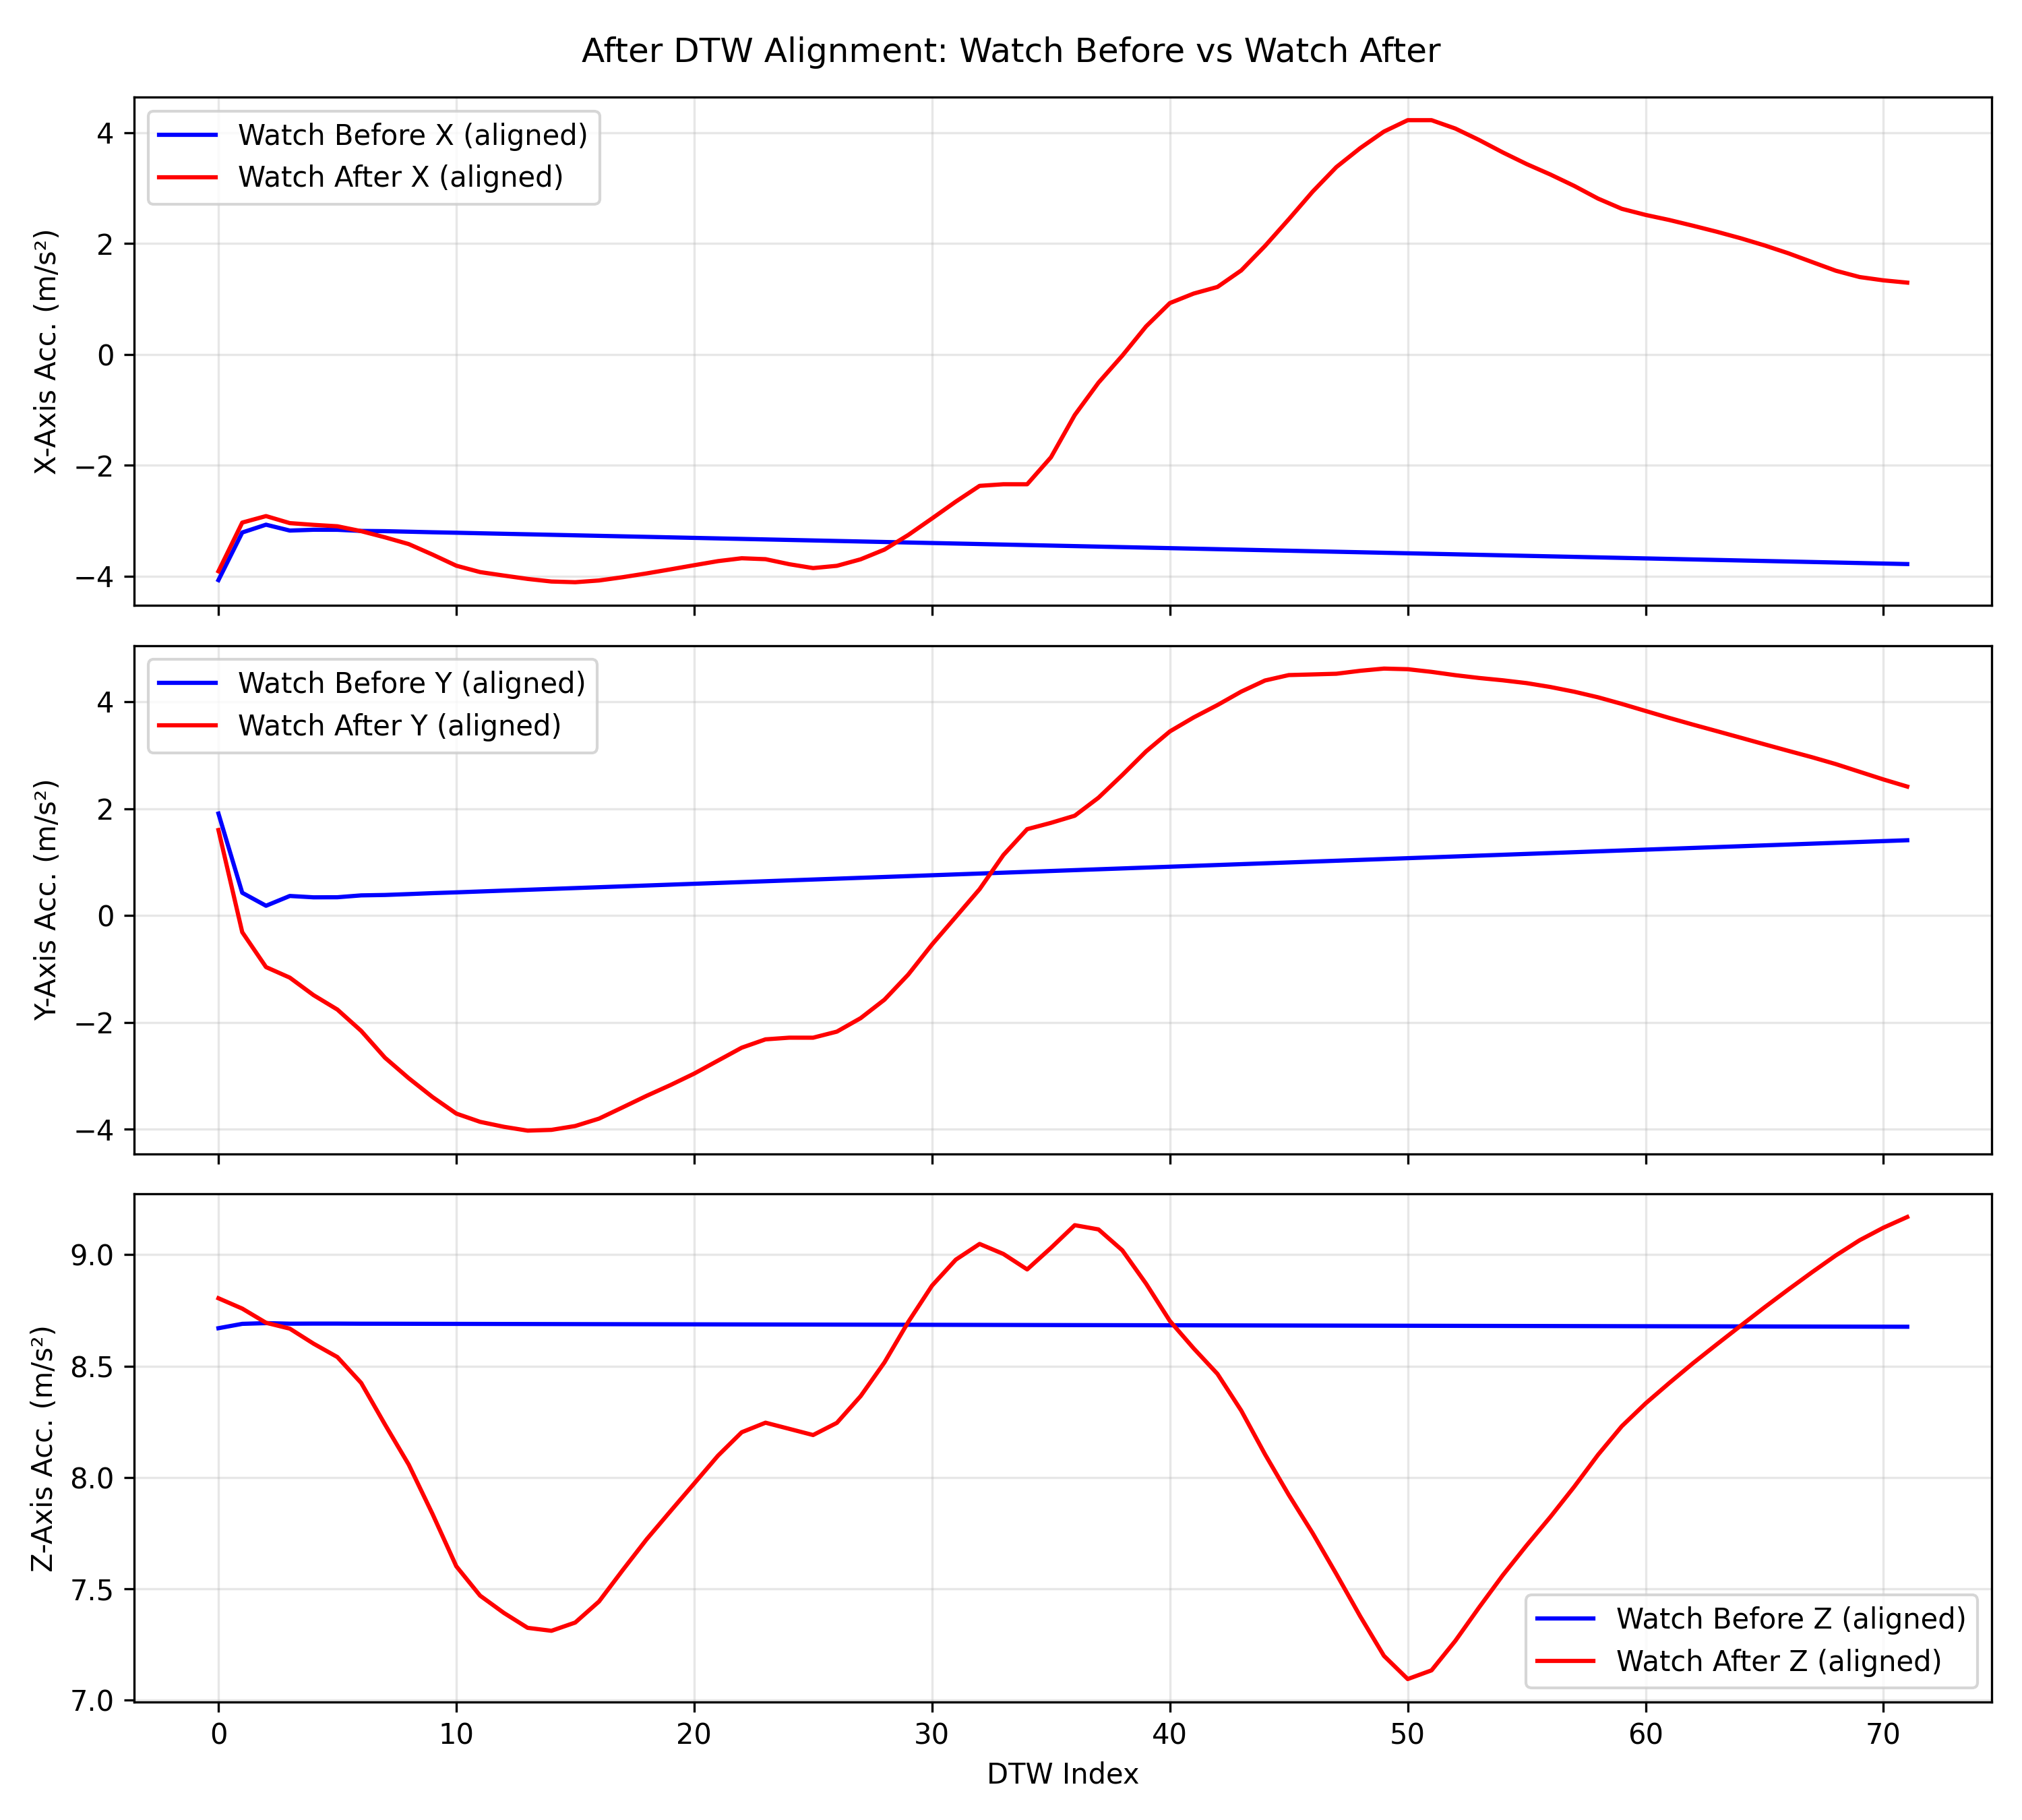 After DTW Alignment: Watch Before vs Watch After
Watch Before X (aligned)
Watch After X (aligned)
X-Axis Acc. (m/s²)
4
2
0
−2
−4
Watch Before Y (aligned)
Watch After Y (aligned)
Y-Axis Acc. (m/s²)
4
2
0
−2
−4
Z-Axis Acc. (m/s²)
9.0
8.5
8.0
7.5
7.0
Watch Before Z (aligned)
Watch After Z (aligned)
0 10 20 30 40 50 60 70
DTW Index